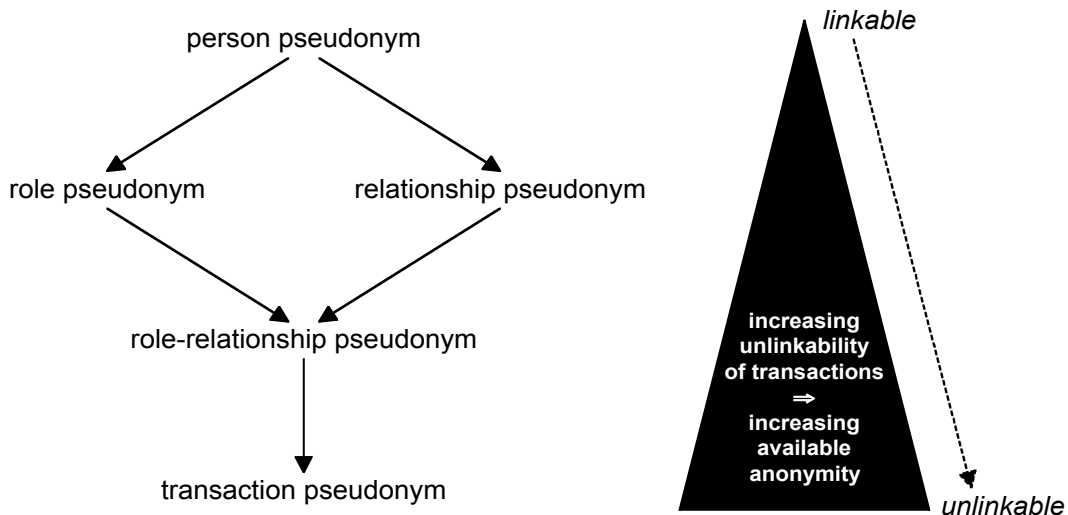 person pseudonym
role pseudonym
relationship pseudonym
role-relationship pseudonym
transaction pseudonym
linkable
increasing
unlinkability
of transactions
⇒
increasing
available
anonymity
unlinkable